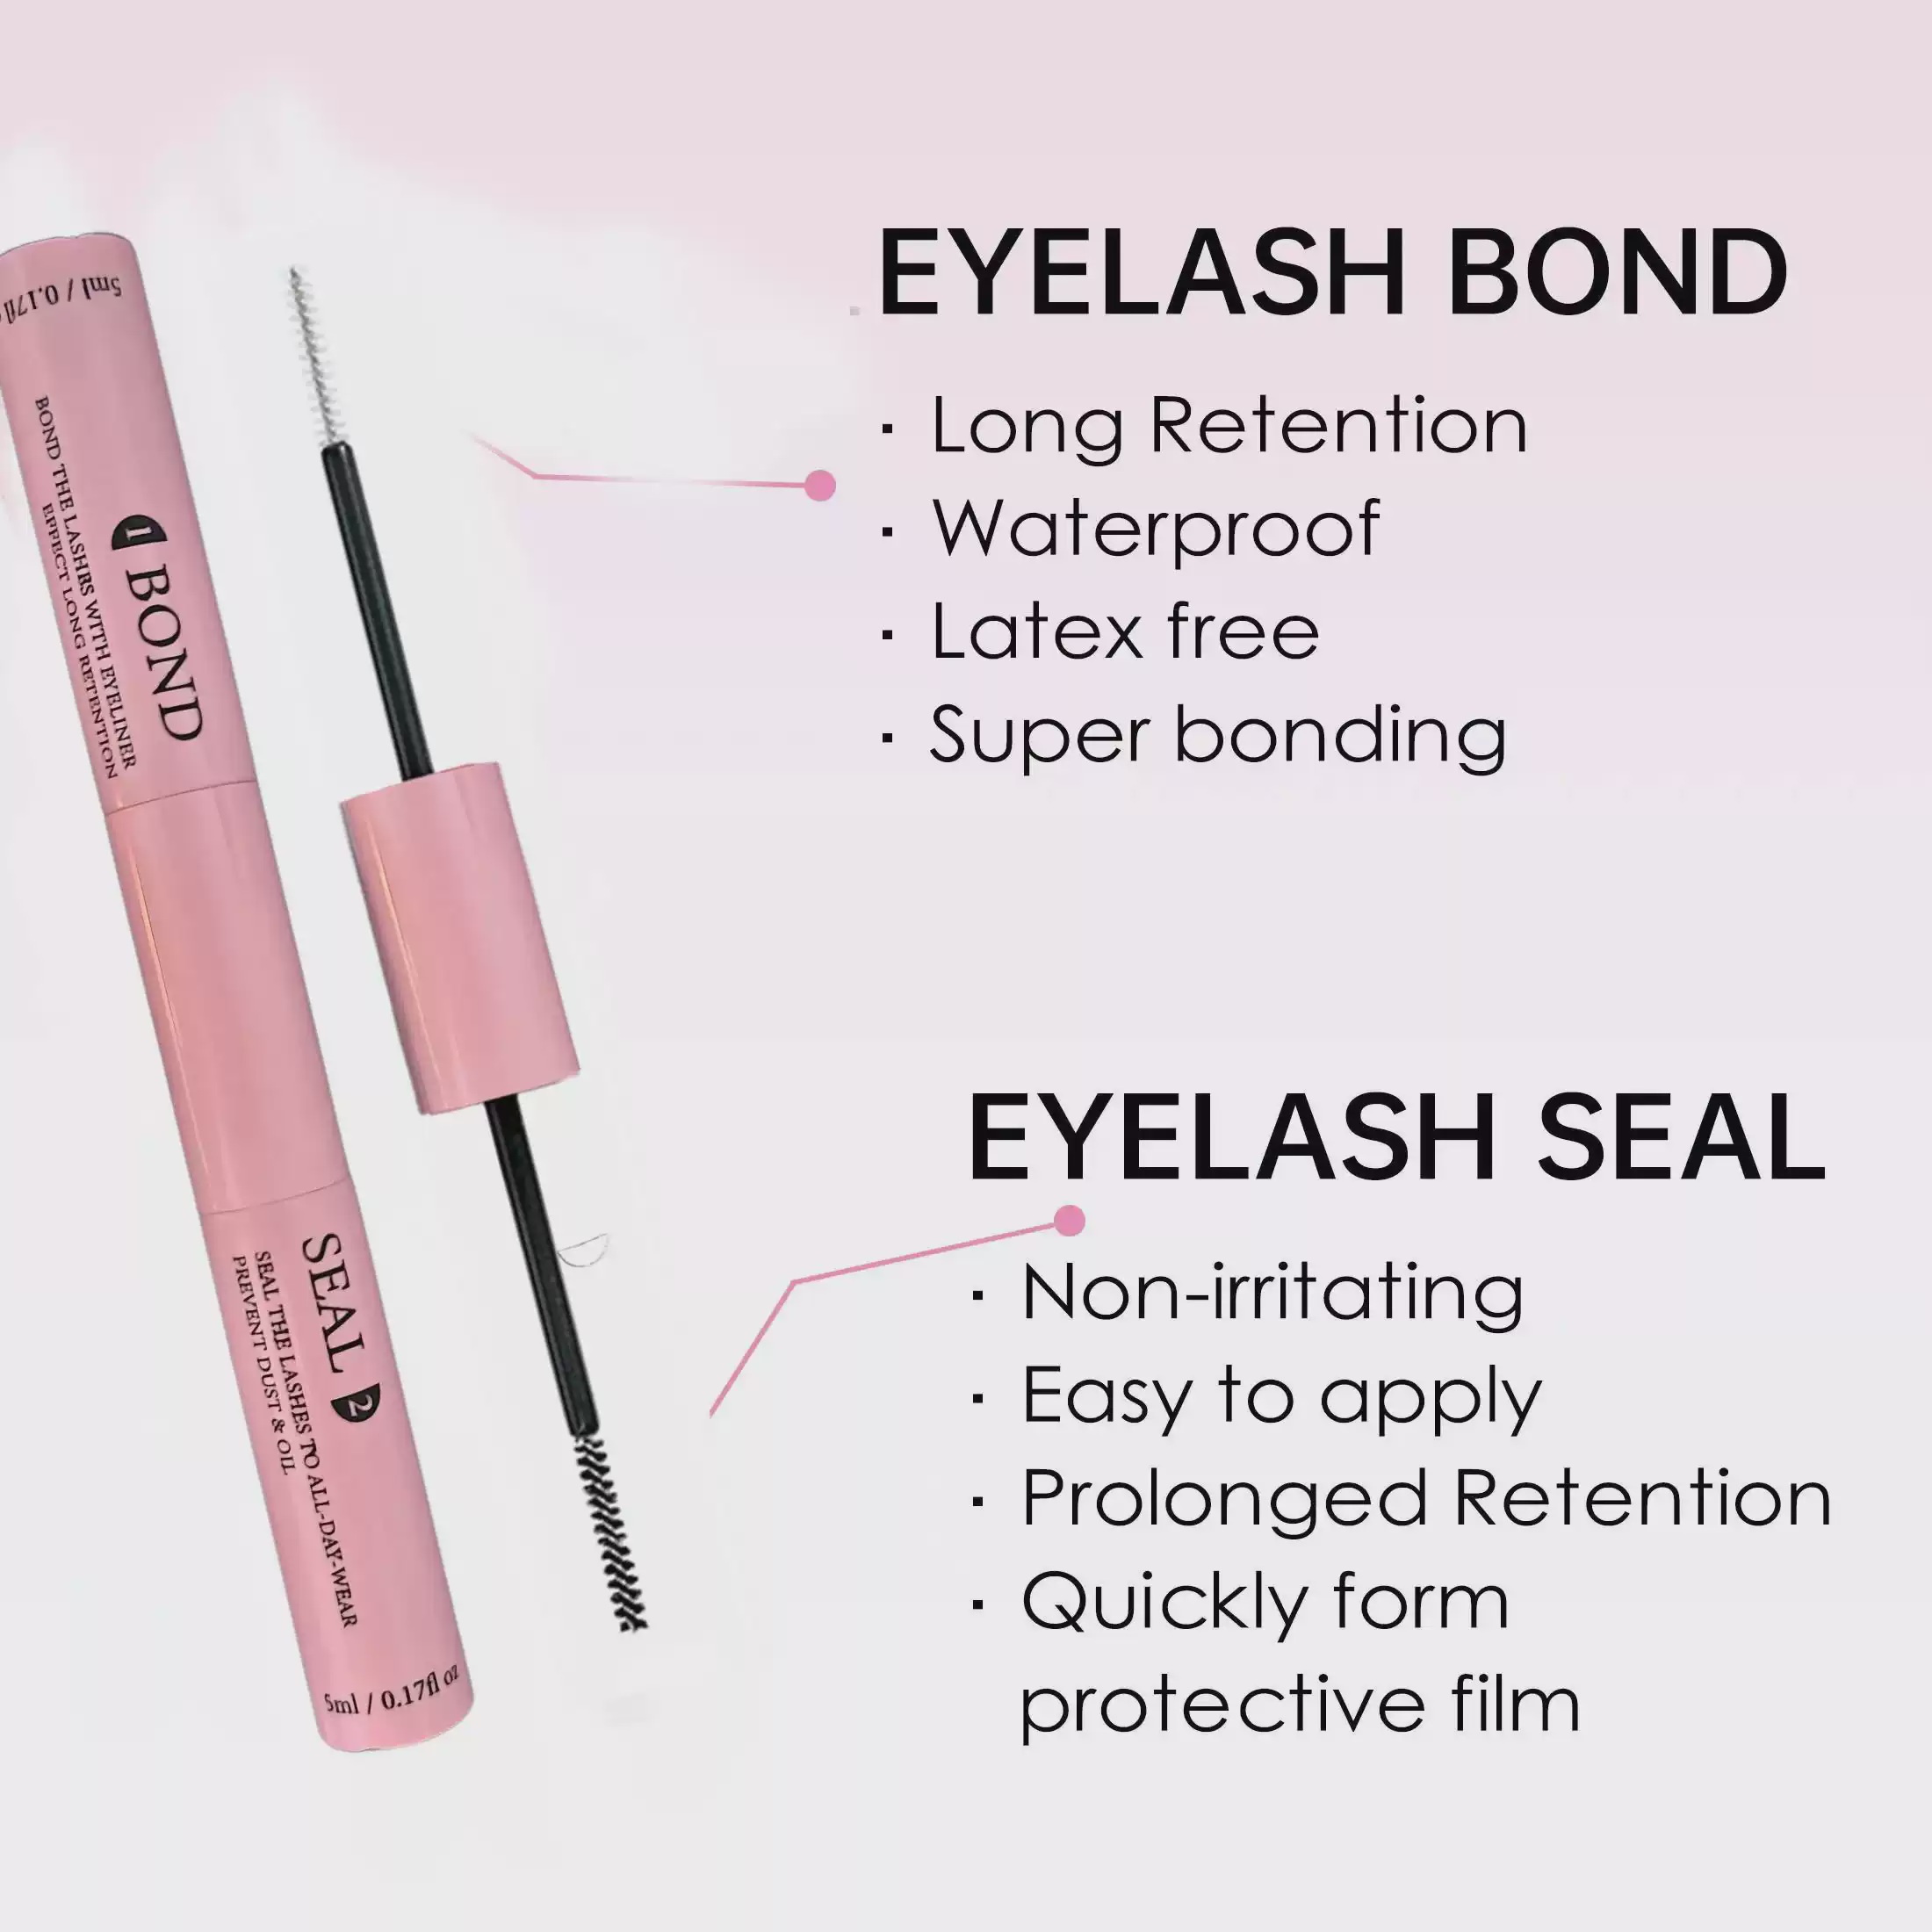 EYELASH BOND
· Long Retention
· Waterproof
· Latex free
· Super bonding
EYELASH SEAL
· Non-irritating
· Easy to apply
· Prolonged Retention
· Quickly form
protective film
5ml / 0.17fl
1 BOND
BOND THE LASHBS WITH EYELINER
EFFECT LONG RETENTION
SEAL 2
SEAL THE LASHES TO ALL-DAY-WEAR
PREVENT DUST & OIL
5ml / 0.17fl oz